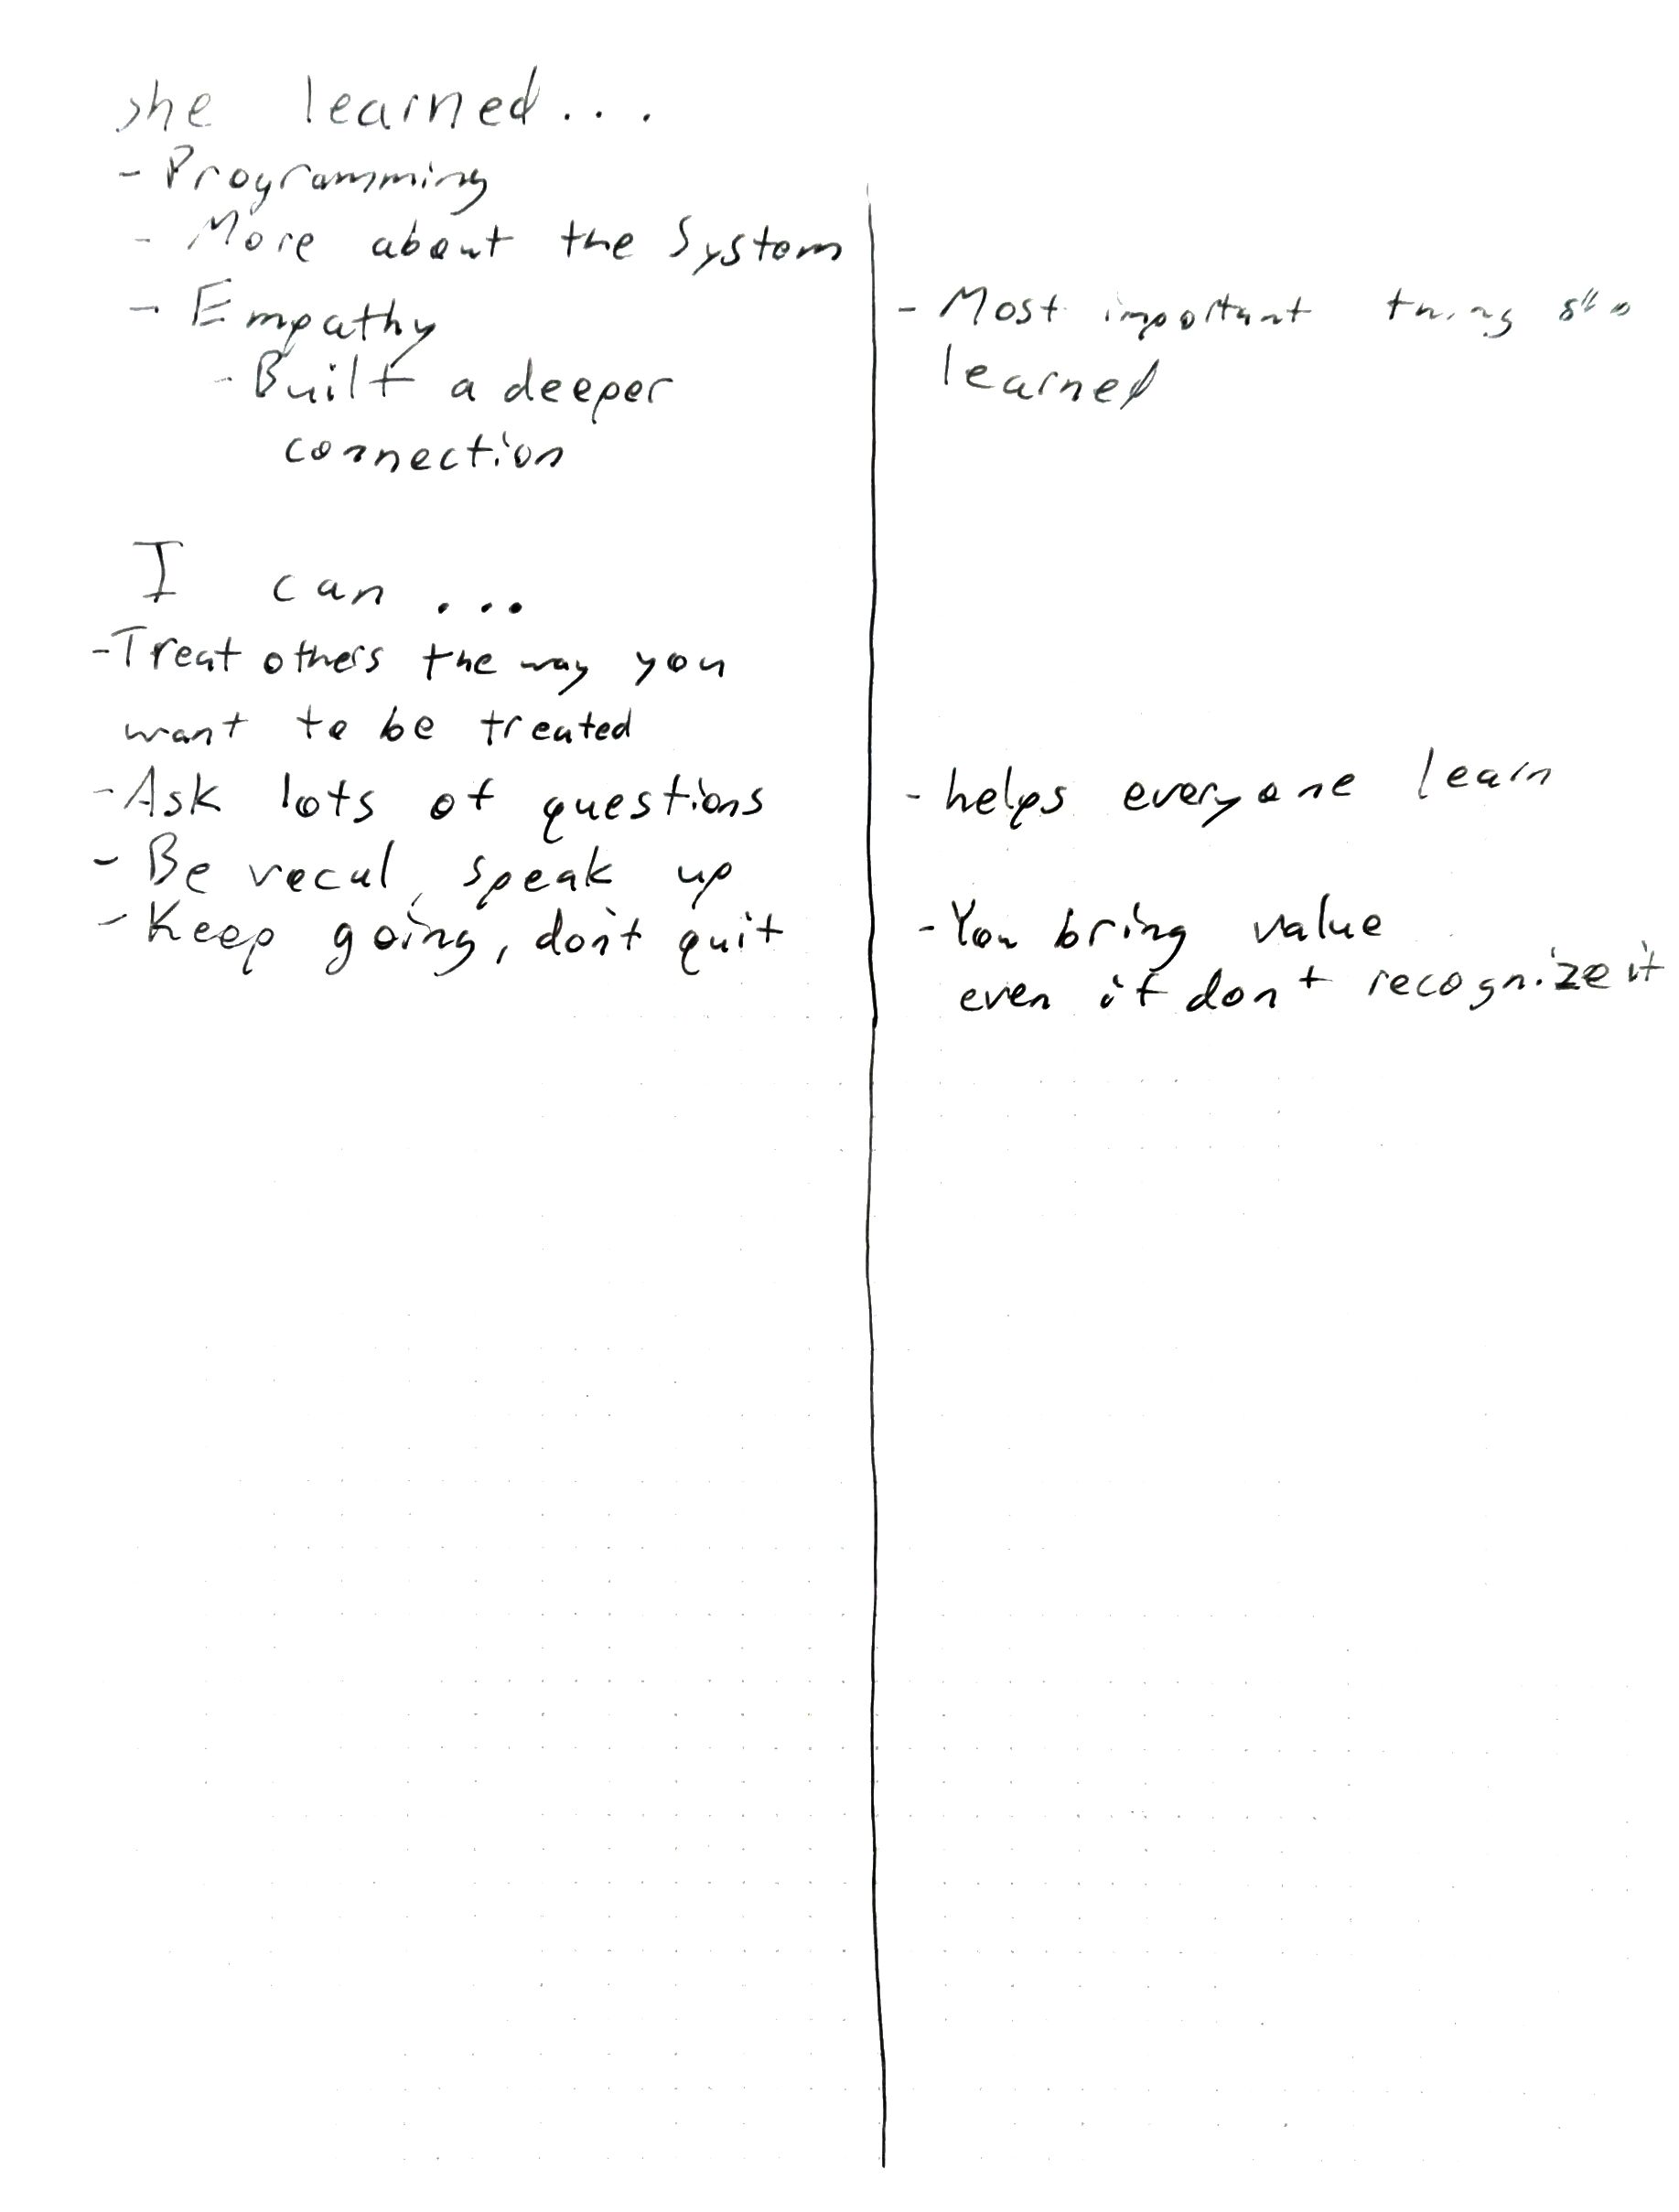 she learned...
- Programming
- More about the System
- Empathy
- Built a deeper
connection
- Most important thing she
learned
I can ...
- Treat others the way you
want to be treated
- Ask lots of questions
- helps everyone learn
- Be vocal, speak up
- Keep going, don't quit
- You bring value
even if don't recognize it